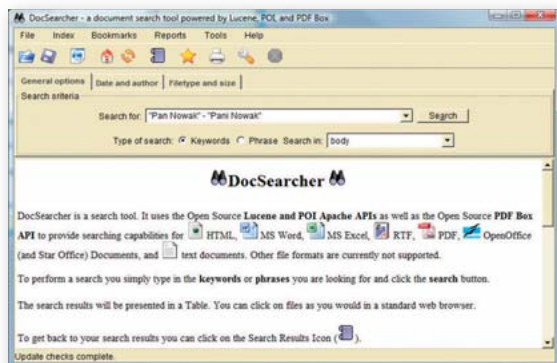 DocSearcher - a document search tool powered by Lucene, POI, and PDF Box
File Index Bookmarks Reports Tools Help
General options Date and author Filetype and size
Search criteria
Search for: "Pan Nowak" - "Pani Nowak" Search
Type of search: Keywords Phrase Search in: body
DocSearcher
DocSearcher is a search tool. It uses the Open Source Lucene and POI Apache APIs as well as the Open Source PDF Box
API to provide searching capabilities for HTML, MS Word, MS Excel, RTF, PDF, OpenOffice
(and Star Office) Documents, and text documents. Other file formats are currently not supported.
To perform a search you simply type in the keywords or phrases you are looking for and click the search button.
The search results will be presented in a Table. You can click on files as you would in a standard web browser.
To get back to your search results you can click on the Search Results Icon ( ).
Update checks complete.